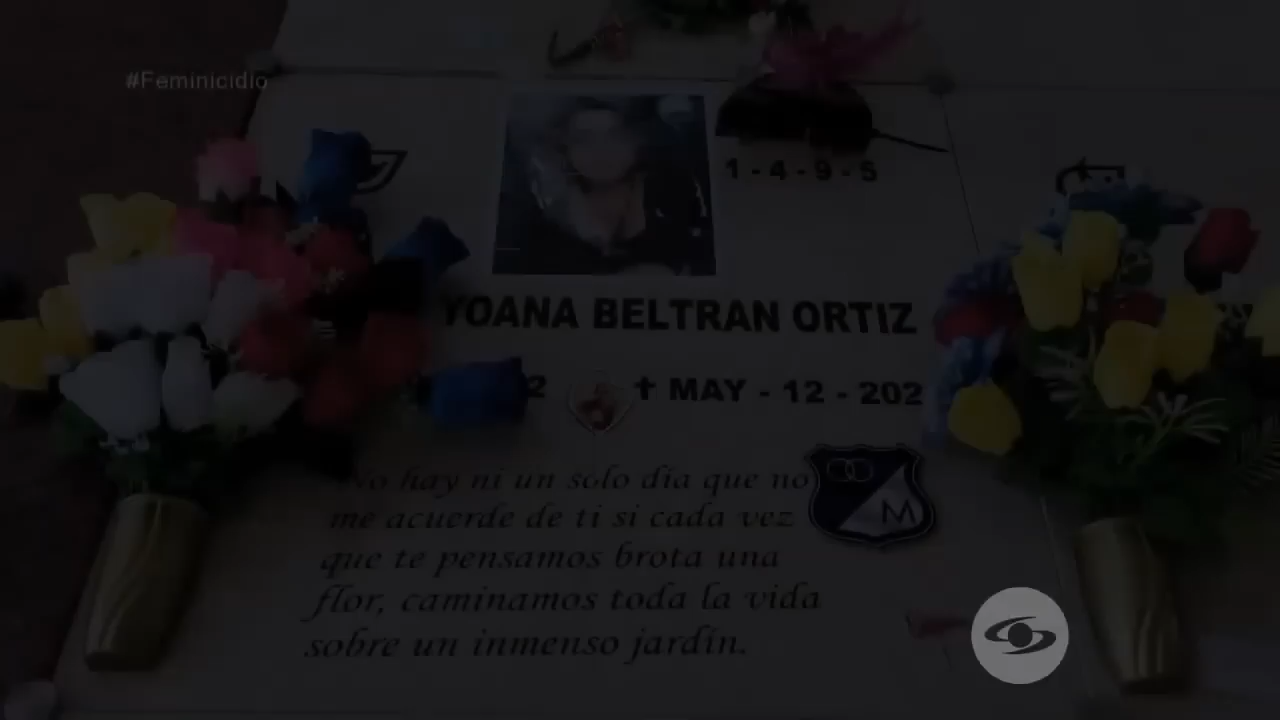 #Feminicidio
1 - 4 - 9 - 5
YOANA BELTRAN ORTIZ
2 ✝ MAY - 12 - 202
No hay ni un solo día que no
me acuerde de ti si cada vez
que te pensamos brota una
flor, caminamos toda la vida
sobre un inmenso jardín.
M